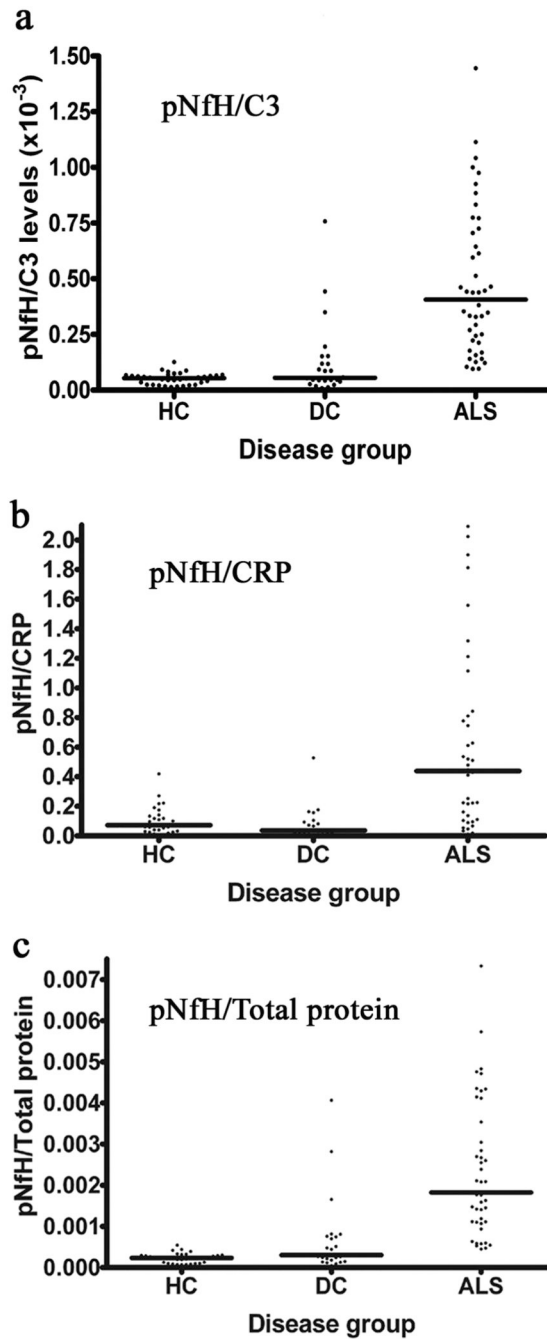 a
pNfH/C3
pNfH/C3 levels (x10⁻³)
1.50
1.25
1.00
0.75
0.50
0.25
0.00
HC DC ALS
Disease group
b
pNfH/CRP
pNfH/CRP
2.0
1.8
1.6
1.4
1.2
1.0
0.8
0.6
0.4
0.2
0.0
HC DC ALS
Disease group
c
pNfH/Total protein
pNfH/Total protein
0.007
0.006
0.005
0.004
0.003
0.002
0.001
0.000
HC DC ALS
Disease group